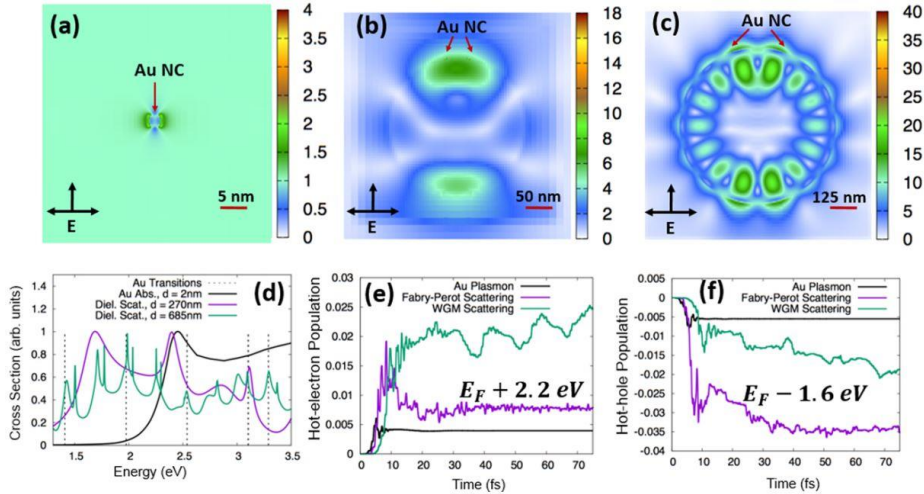 (a)
Au NC
E
5 nm
4
3.5
3
2.5
2
1.5
1
0.5
0
(b)
Au NC
E
50 nm
18
16
14
12
10
8
6
4
2
0
(c)
Au NC
E
125 nm
40
35
30
25
20
15
10
5
0
Cross Section (arb. units)
1.4
1.2
1
0.8
0.6
0.4
0.2
0
Au Transitions
Au Abs., d = 2nm
Diel. Scat., d = 270nm
Diel. Scat., d = 685nm
(d)
1.5 2 2.5 3 3.5
Energy (eV)
Hot-electron Population
0.03
0.025
0.02
0.015
0.01
0.005
0
(e)
Au Plasmon
Fabry-Perot Scattering
WGM Scattering
E_F + 2.2 eV
0 10 20 30 40 50 60 70
Time (fs)
Hot-hole Population
0.005
0
-0.005
-0.01
-0.015
-0.02
-0.025
-0.03
-0.035
-0.04
(f)
Au Plasmon
Fabry-Perot Scattering
WGM Scattering
E_F − 1.6 eV
0 10 20 30 40 50 60 70
Time (fs)